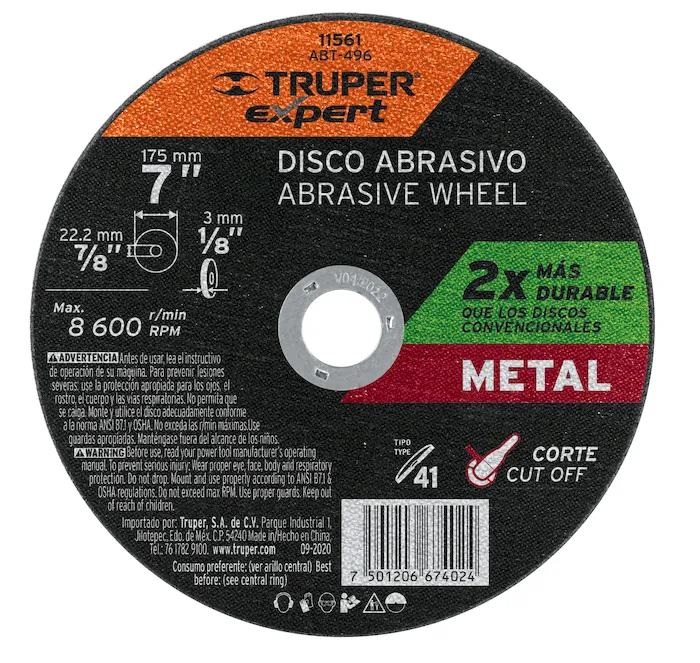 11561
ABT-496
TRUPER®
expert
175 mm
7"
DISCO ABRASIVO
ABRASIVE WHEEL
22.2 mm
7/8"
3 mm
1/8"
Max.
8 600 r/min
RPM
V04/2022
2x MÁS
DURABLE
QUE LOS DISCOS
CONVENCIONALES
METAL
ADVERTENCIA Antes de usar, lea el instructivo
de operación de su máquina. Para prevenir lesiones
severas: use la protección apropiada para los ojos, el
rostro, el cuerpo y las vías respiratorias. No permita que
se caiga. Monte y utilice el disco adecuadamente conforme
a la norma ANSI B7.1 y OSHA. No exceda las r/min máximas.Use
guardas apropiadas. Manténgase fuera del alcance de los niños.
WARNING Before use, read your power tool manufacturer's operating
manual. To prevent serious injury: Wear proper eye, face, body and respiratory
protection. Do not drop. Mount and use properly according to ANSI B7.1 &
OSHA regulations. Do not exceed max RPM. Use proper guards. Keep out
of reach of children.
TIPO
TYPE
41
CORTE
CUT OFF
Importado por: Truper, S.A. de C.V. Parque Industrial 1,
Jilotepec, Edo. de Méx. C.P. 54240 Made in/Hecho en China,
Tel.: 76 1782 9100. www.truper.com 09-2020
Consumo preferente: (ver arillo central) Best
before: (see central ring)
7 501206 674024